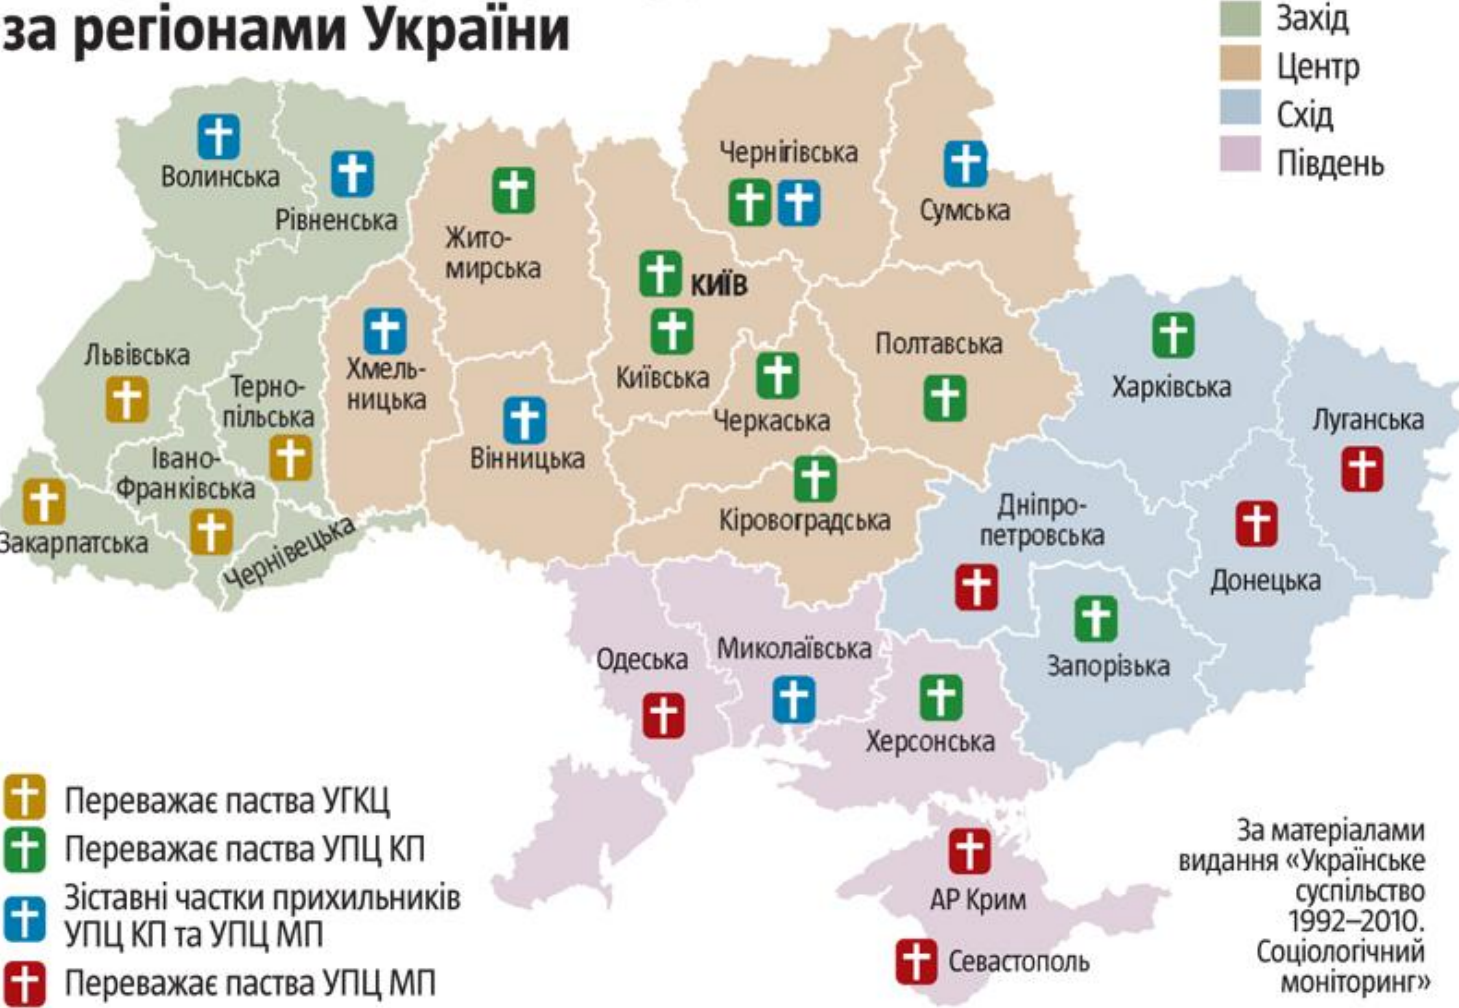 за регіонами України
Захід
Центр
Схід
Південь
Волинська
Рівненська
Жито-
мирська
Чернігівська
Сумська
КИЇВ
Київська
Хмель-
ницька
Львівська
Терно-
пільська
Івано-
Франківська
Закарпатська
Чернівецька
Вінницька
Черкаська
Полтавська
Кіровоградська
Харківська
Луганська
Дніпро-
петровська
Донецька
Запорізька
Одеська
Миколаївська
Херсонська
АР Крим
Севастополь
Переважає паства УГКЦ
Переважає паства УПЦ КП
Зіставні частки прихильників
УПЦ КП та УПЦ МП
Переважає паства УПЦ МП
За матеріалами
видання «Українське
суспільство
1992–2010.
Соціологічний
моніторинг»